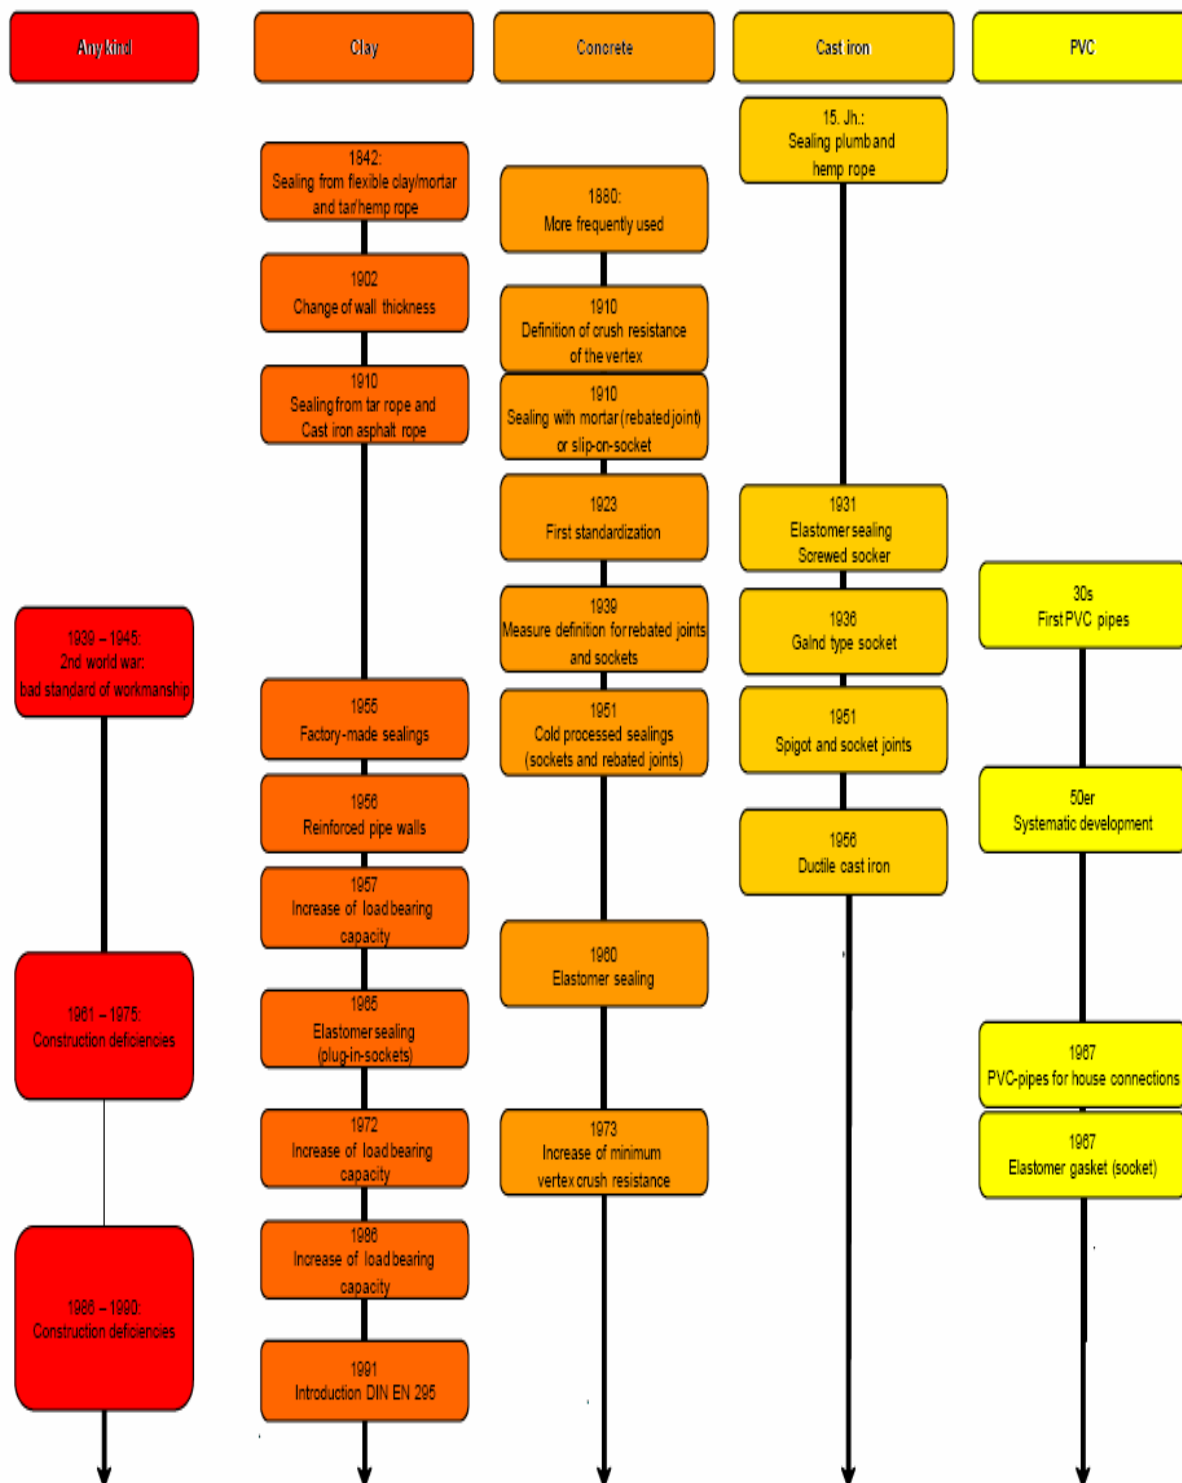 Any kind
Clay
Concrete
Cast iron
PVC
1939 – 1945:
2nd world war:
bad standard of workmanship
1961 – 1975:
Construction deficiencies
1986 – 1990:
Construction deficiencies
1842:
Sealing from flexible clay/mortar
and tar/hemp rope
1902
Change of wall thickness
1910
Sealing from tar rope and
Cast iron asphalt rope
1955
Factory-made sealings
1956
Reinforced pipe walls
1957
Increase of load bearing
capacity
1965
Elastomer sealing
(plug-in-sockets)
1972
Increase of load bearing
capacity
1986
Increase of load bearing
capacity
1991
Introduction DIN EN 295
1880:
More frequently used
1910
Definition of crush resistance
of the vertex
1910
Sealing with mortar (rebated joint)
or slip-on-socket
1923
First standardization
1939
Measure definition for rebated joints
and sockets
1951
Cold processed sealings
(sockets and rebated joints)
1960
Elastomer sealing
1973
Increase of minimum
vertex crush resistance
15. Jh.:
Sealing plumb and
hemp rope
1931
Elastomer sealing
Screwed socker
1936
Galnd type socket
1951
Spigot and socket joints
1956
Ductile cast iron
30s
First PVC pipes
50er
Systematic development
1967
PVC-pipes for house connections
1967
Elastomer gasket (socket)